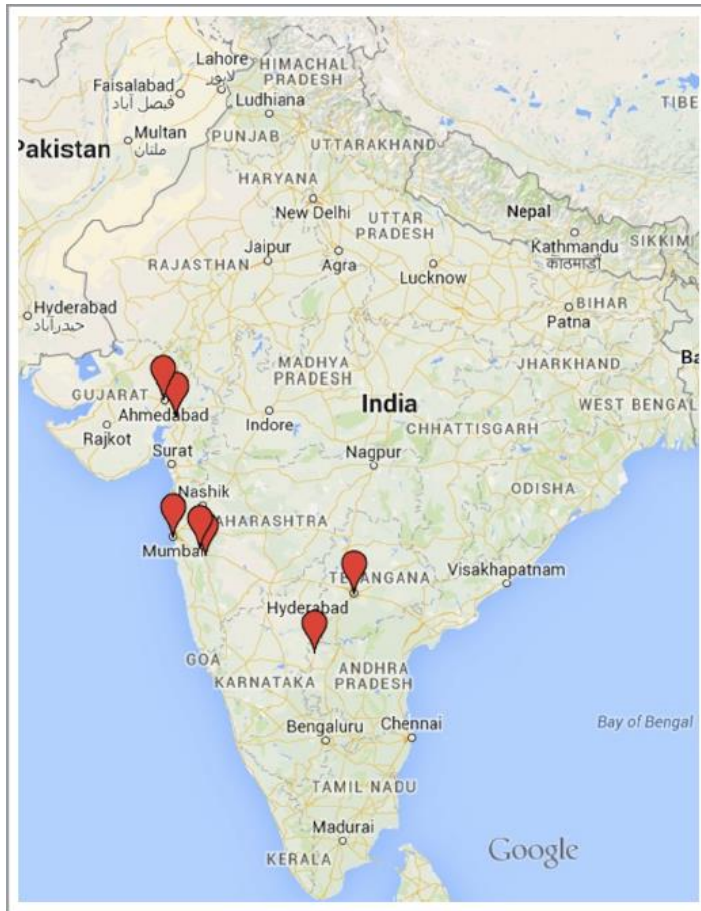 Lahore
لاہور
HIMACHAL
PRADESH
Faisalabad
فیصل آباد
Ludhiana
TIBE
Multan
ملتان
PUNJAB
UTTARAKHAND
Pakistan
HARYANA
New Delhi
UTTAR
PRADESH
Nepal
Jaipur
RAJASTHAN
Agra
Lucknow
Kathmandu
काठमाडौं
SIKKIM
Hyderabad
حیدرآباد
BIHAR
Patna
MADHYA
PRADESH
JHARKHAND
Ba
GUJARAT
Ahmedabad
India
WEST BENGAL
Rajkot
Indore
CHHATTISGARH
Surat
Nagpur
Nashik
ODISHA
AHARASHTRA
Mumbai
TELANGANA
Visakhapatnam
Hyderabad
GOA
KARNATAKA
ANDHRA
PRADESH
Bengaluru
Chennai
Bay of Bengal
TAMIL NADU
Madurai
KERALA
Google